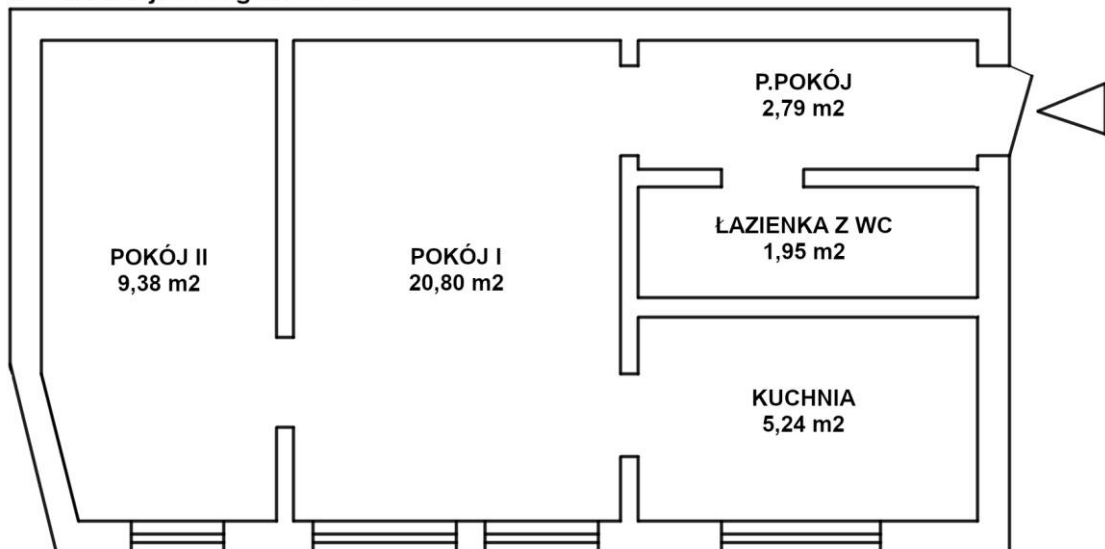 P.POKÓJ
2,79 m2
ŁAZIENKA Z WC
1,95 m2
POKÓJ II
9,38 m2
POKÓJ I
20,80 m2
KUCHNIA
5,24 m2